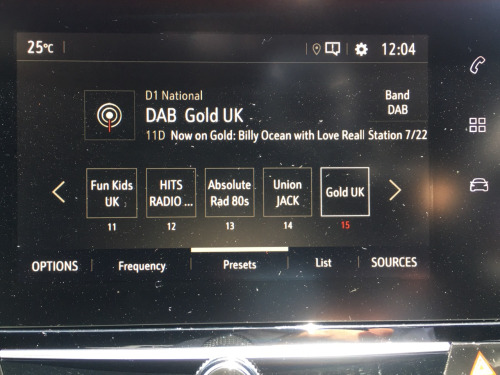 25°C 12:04
D1 National
DAB Gold UK
Band
DAB
11D Now on Gold: Billy Ocean with Love Real! Station 7/22
Fun Kids UK
HITS RADIO ...
Absolute Rad 80s
Union JACK
Gold UK
11 12 13 14 15
OPTIONS Frequency Presets List SOURCES